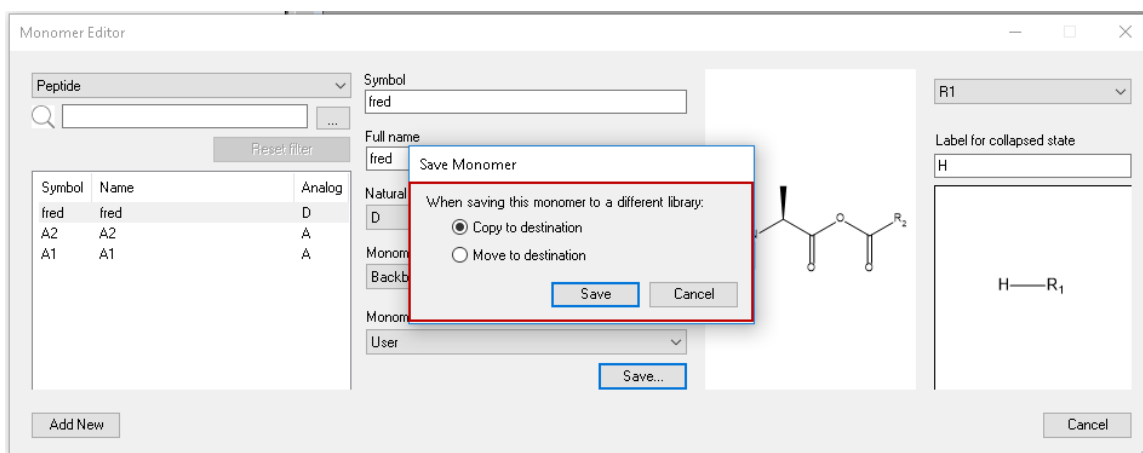 Monomer Editor
Peptide
...
Reset filter
Symbol Name Analog
fred fred D
A2 A2 A
A1 A1 A
Add New
Symbol
fred
Full name
fred
Natural
D
Monom
Backb
Monom
User
Save...
Save Monomer
When saving this monomer to a different library:
Copy to destination
Move to destination
Save Cancel
O R2
O O
R1
Label for collapsed state
H
H R1
Cancel